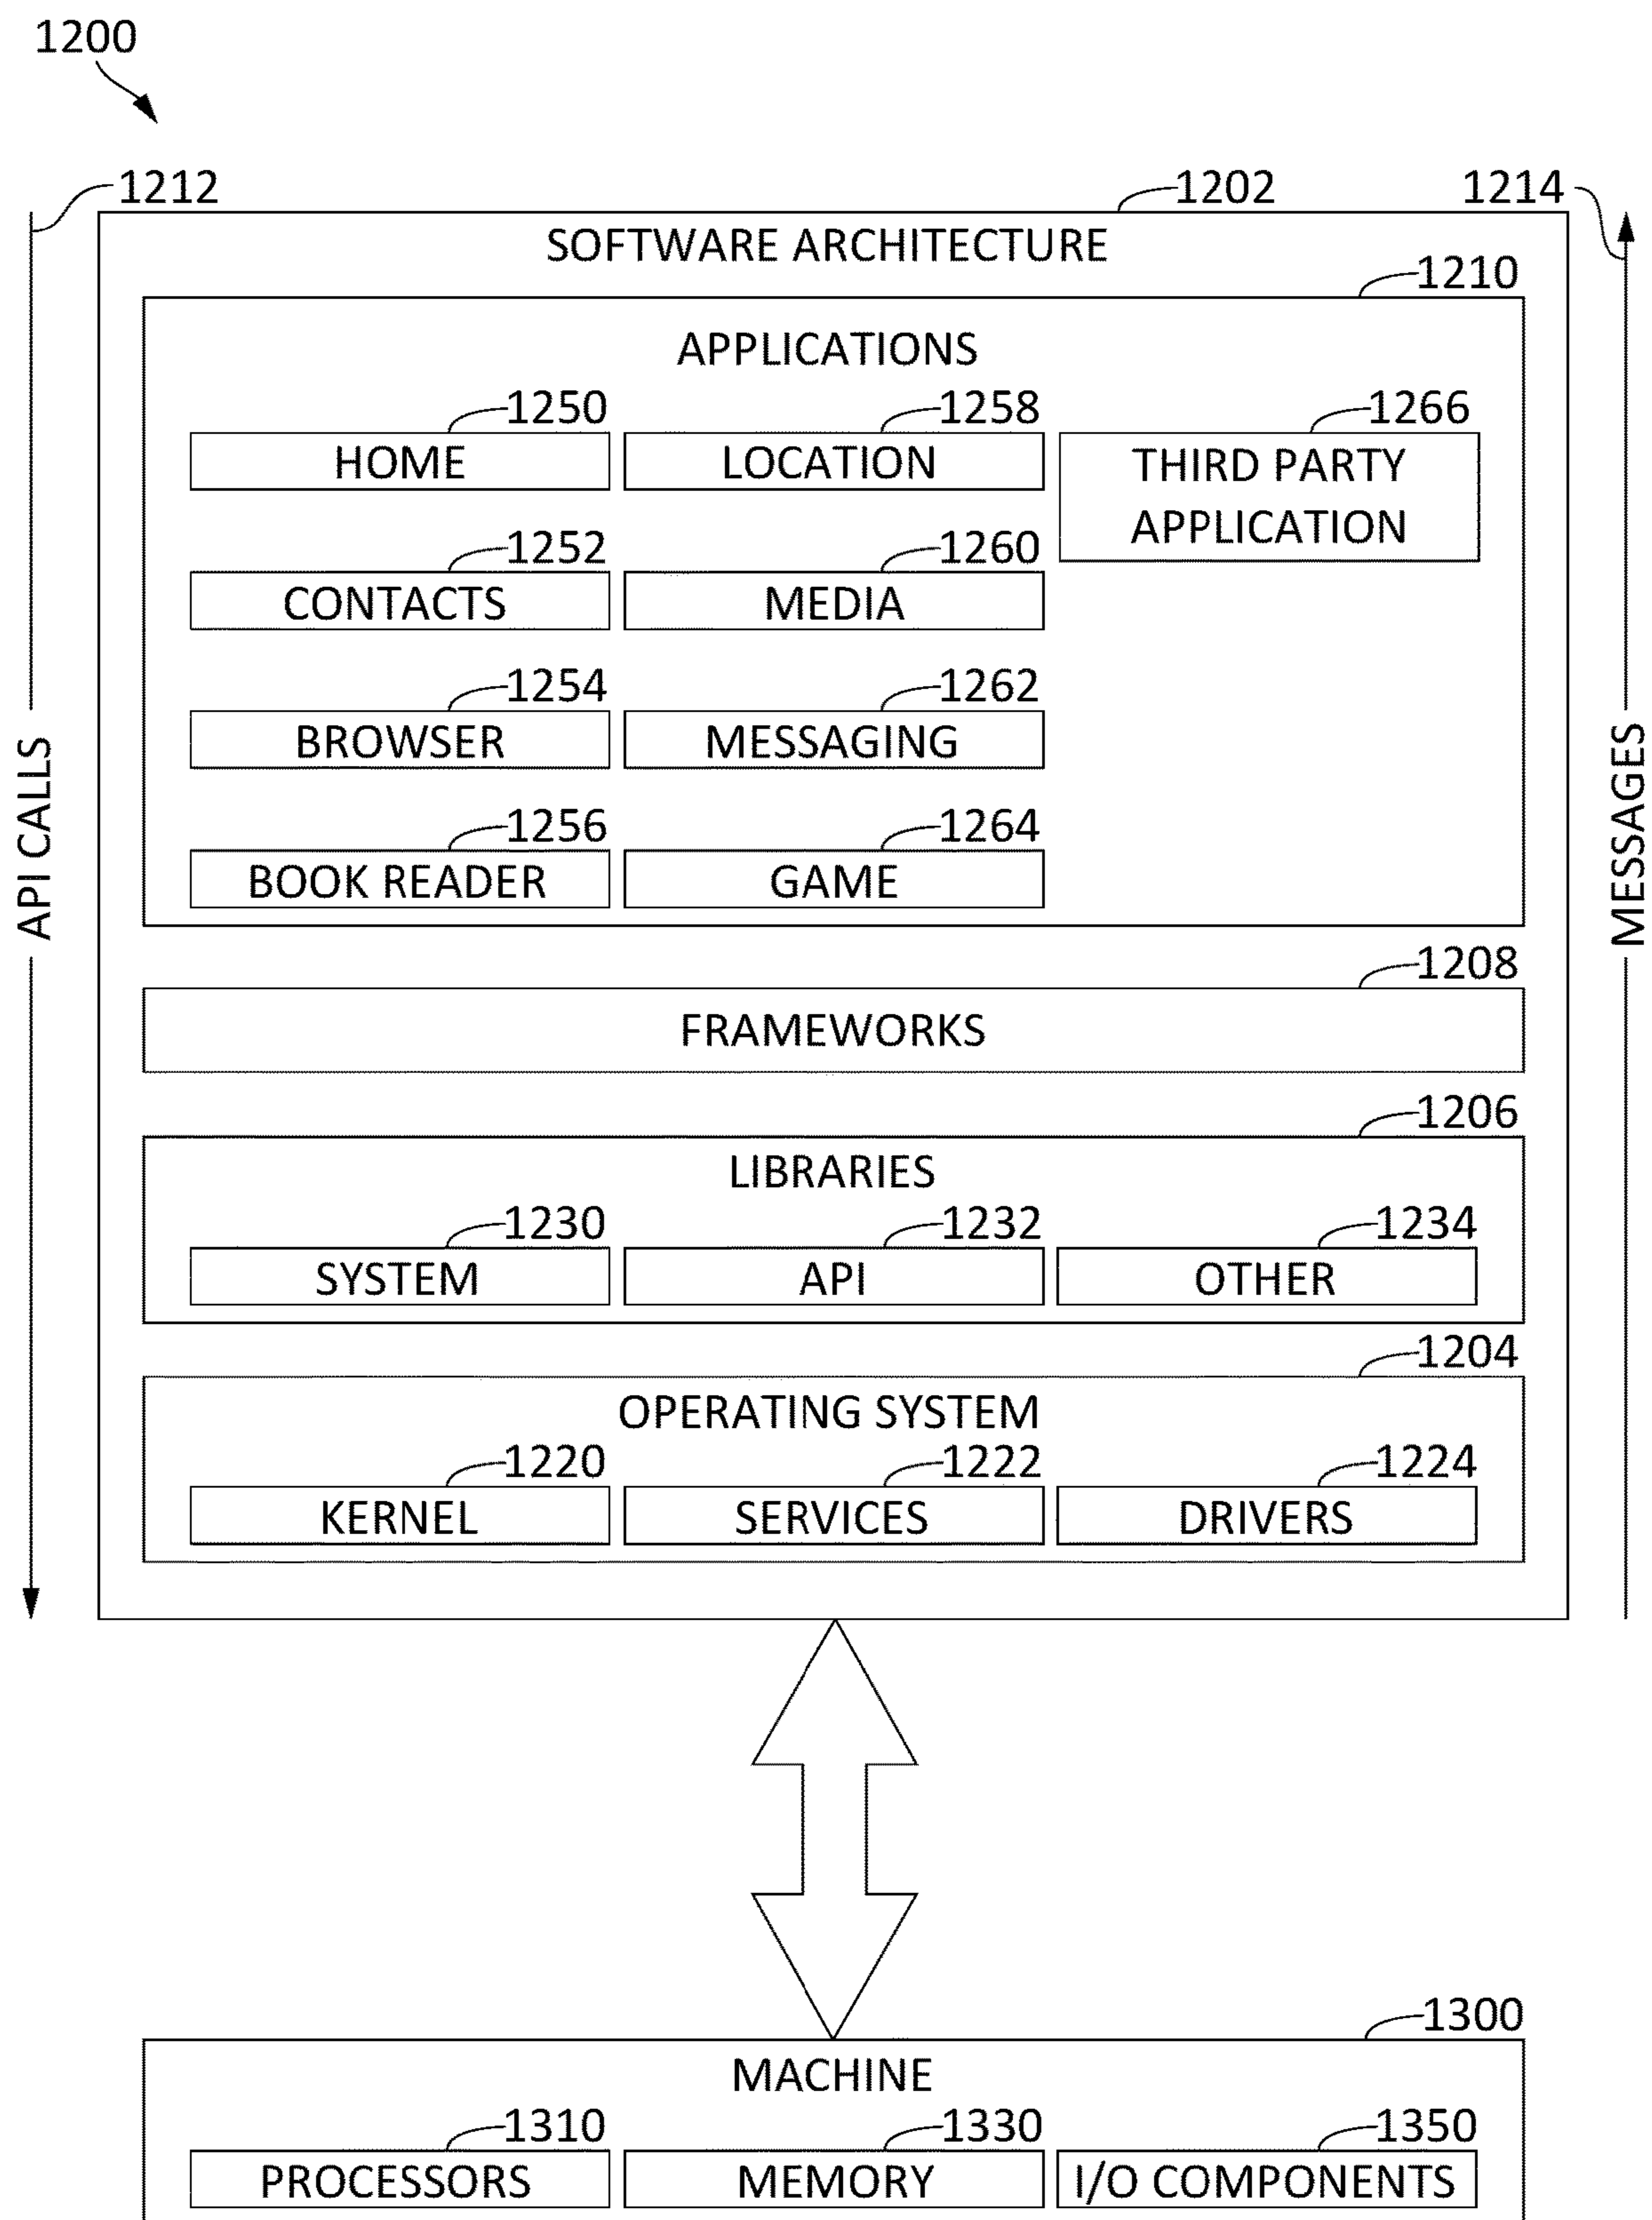 1200
1212
1202
1214
SOFTWARE ARCHITECTURE
1210
APPLICATIONS
1250
1258
1266
HOME
LOCATION
THIRD PARTY
APPLICATION
1252
1260
CONTACTS
MEDIA
1254
1262
BROWSER
MESSAGING
1256
1264
BOOK READER
GAME
API CALLS
MESSAGES
1208
FRAMEWORKS
1206
LIBRARIES
1230
1232
1234
SYSTEM
API
OTHER
1204
OPERATING SYSTEM
1220
1222
1224
KERNEL
SERVICES
DRIVERS
1300
MACHINE
1310
1330
1350
PROCESSORS
MEMORY
I/O COMPONENTS